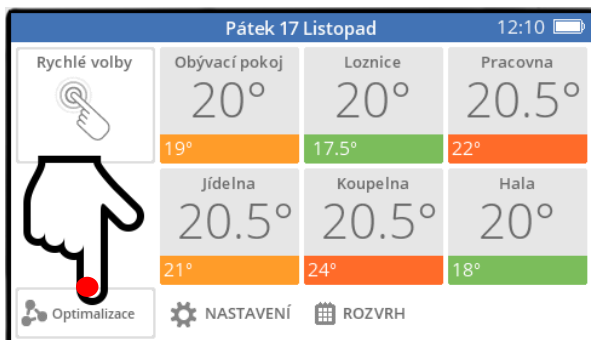 Pátek 17 Listopad 12:10
Rychlé volby
Obývací pokoj
20°
19°
Loznice
20°
17.5°
Pracovna
20.5°
22°
Jídelna
20.5°
21°
Koupelna
20.5°
24°
Hala
20°
18°
Optimalizace
NASTAVENÍ
ROZVRH